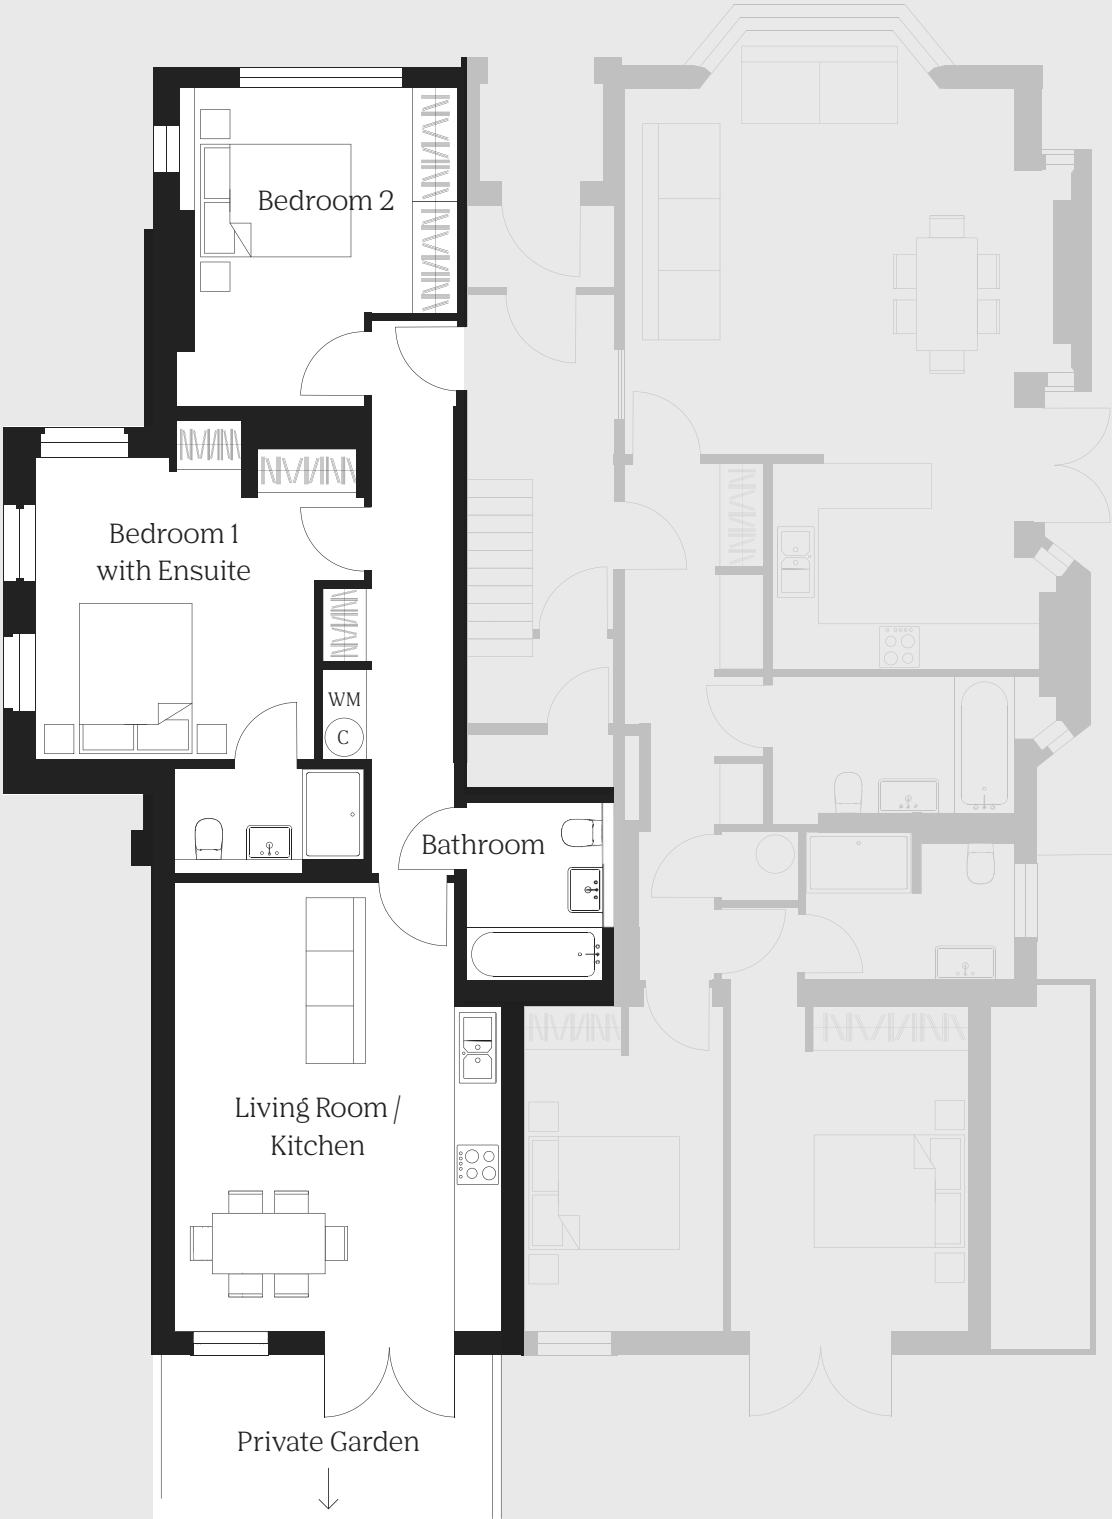 Bedroom 2
Bedroom 1
with Ensuite
WM
C
Bathroom
Living Room /
Kitchen
Private Garden